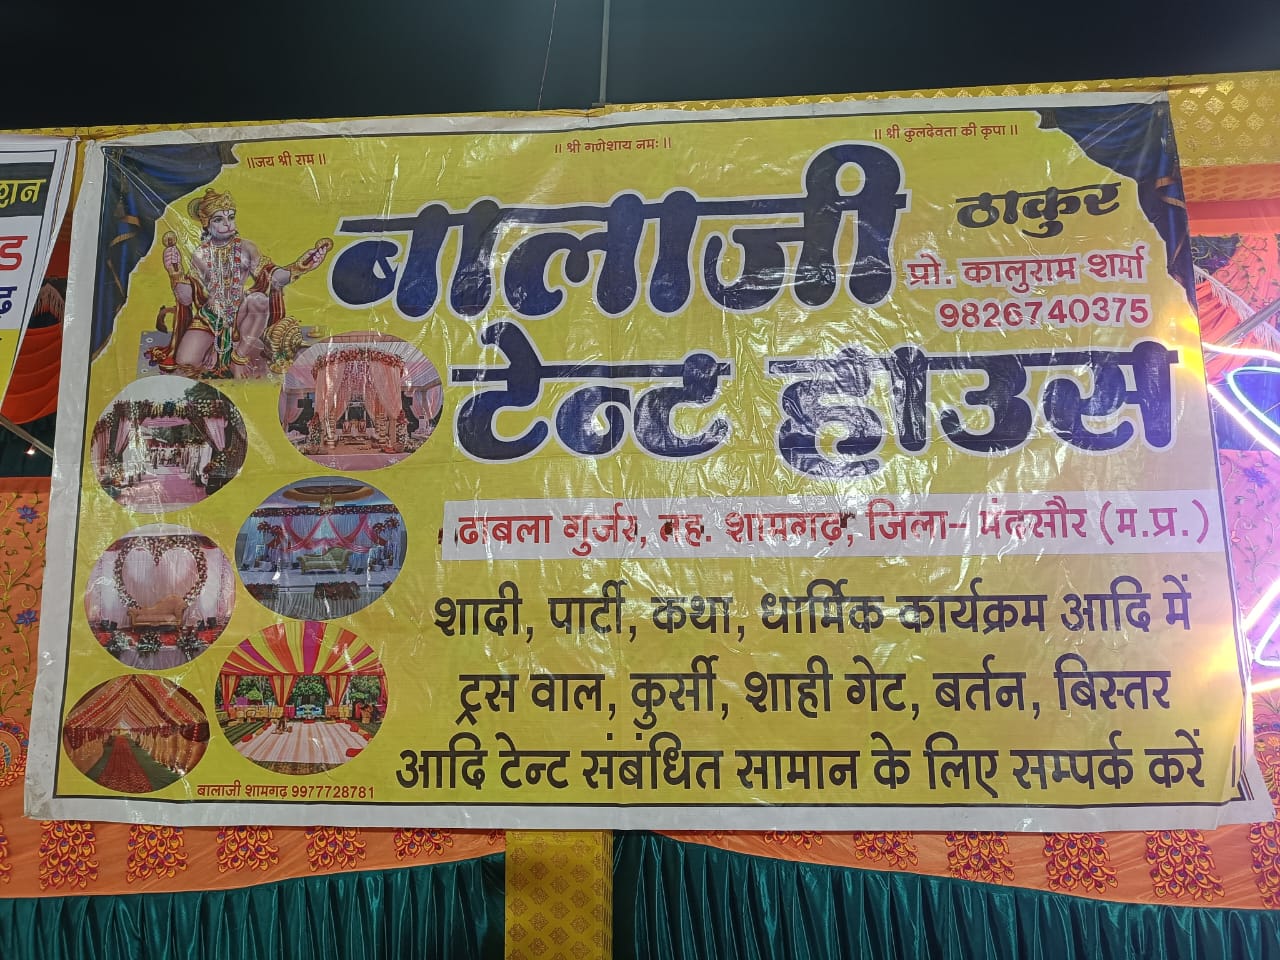 ॥जय श्री राम॥
॥ श्री गणेशाय नमः ॥
॥ श्री कुलदेवता की कृपा ॥
बालाजी
ठाकुर
प्रो. कालुराम शर्मा
9826740375
टेन्ट हाउस
ढाबला गुर्जर, तह. शामगढ़, जिला- मंदसौर (म.प्र.)
शादी, पार्टी, कथा, धार्मिक कार्यक्रम आदि में
ट्रस वाल, कुर्सी, शाही गेट, बर्तन, बिस्तर
आदि टेन्ट संबंधित सामान के लिए सम्पर्क करें
बालाजी शामगढ़ 9977728781